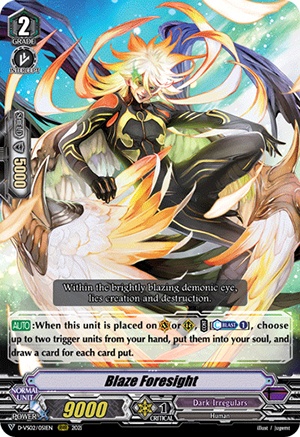 2
GRADE
INTERCEPT
5000
Within the brightly blazing demonic eye,
lies creation and destruction.
AUTO: When this unit is placed on or , BLAST 1], choose
up to two trigger units from your hand, put them into your soul, and
draw a card for each card put.
NORMAL
UNIT
Blaze Foresight
POWER
9000
1
CRITICAL
Dark Irregulars
Human
D-VS02/051EN
RRR
2021
illust / Jugemz